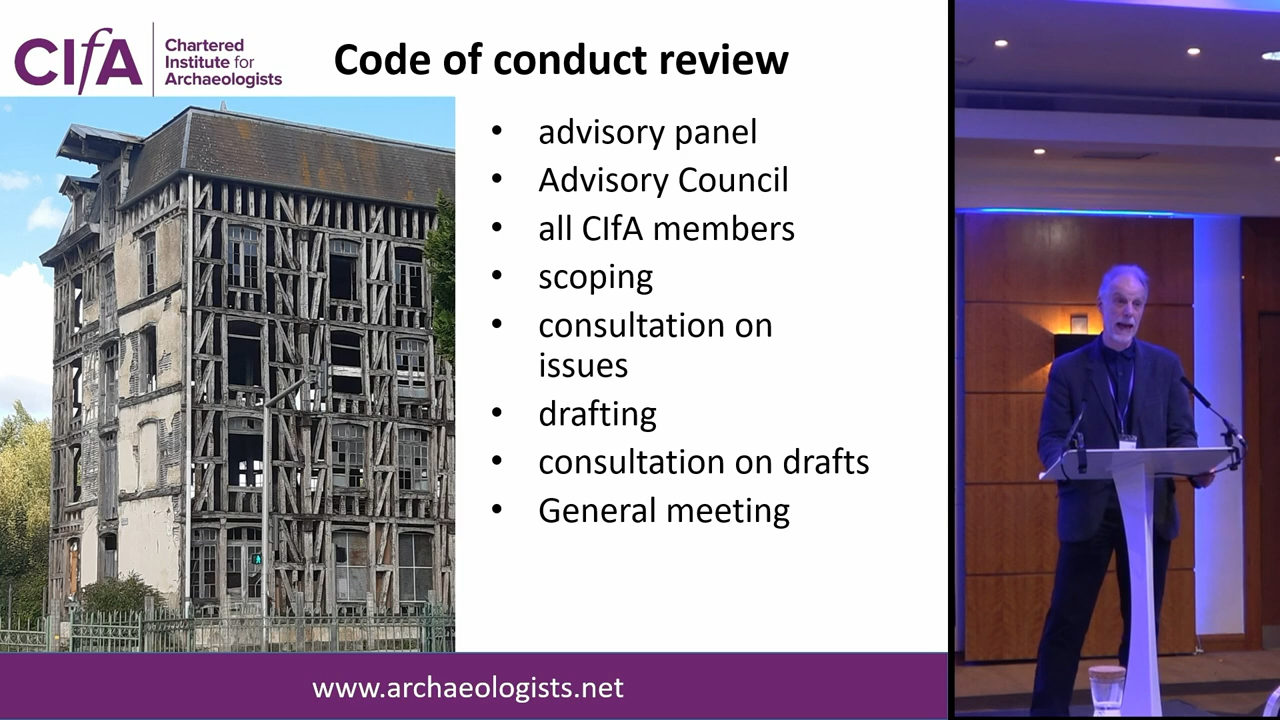 CIfA
Chartered
Institute for
Archaeologists
Code of conduct review
• advisory panel
• Advisory Council
• all CIfA members
• scoping
• consultation on
issues
• drafting
• consultation on drafts
• General meeting
www.archaeologists.net